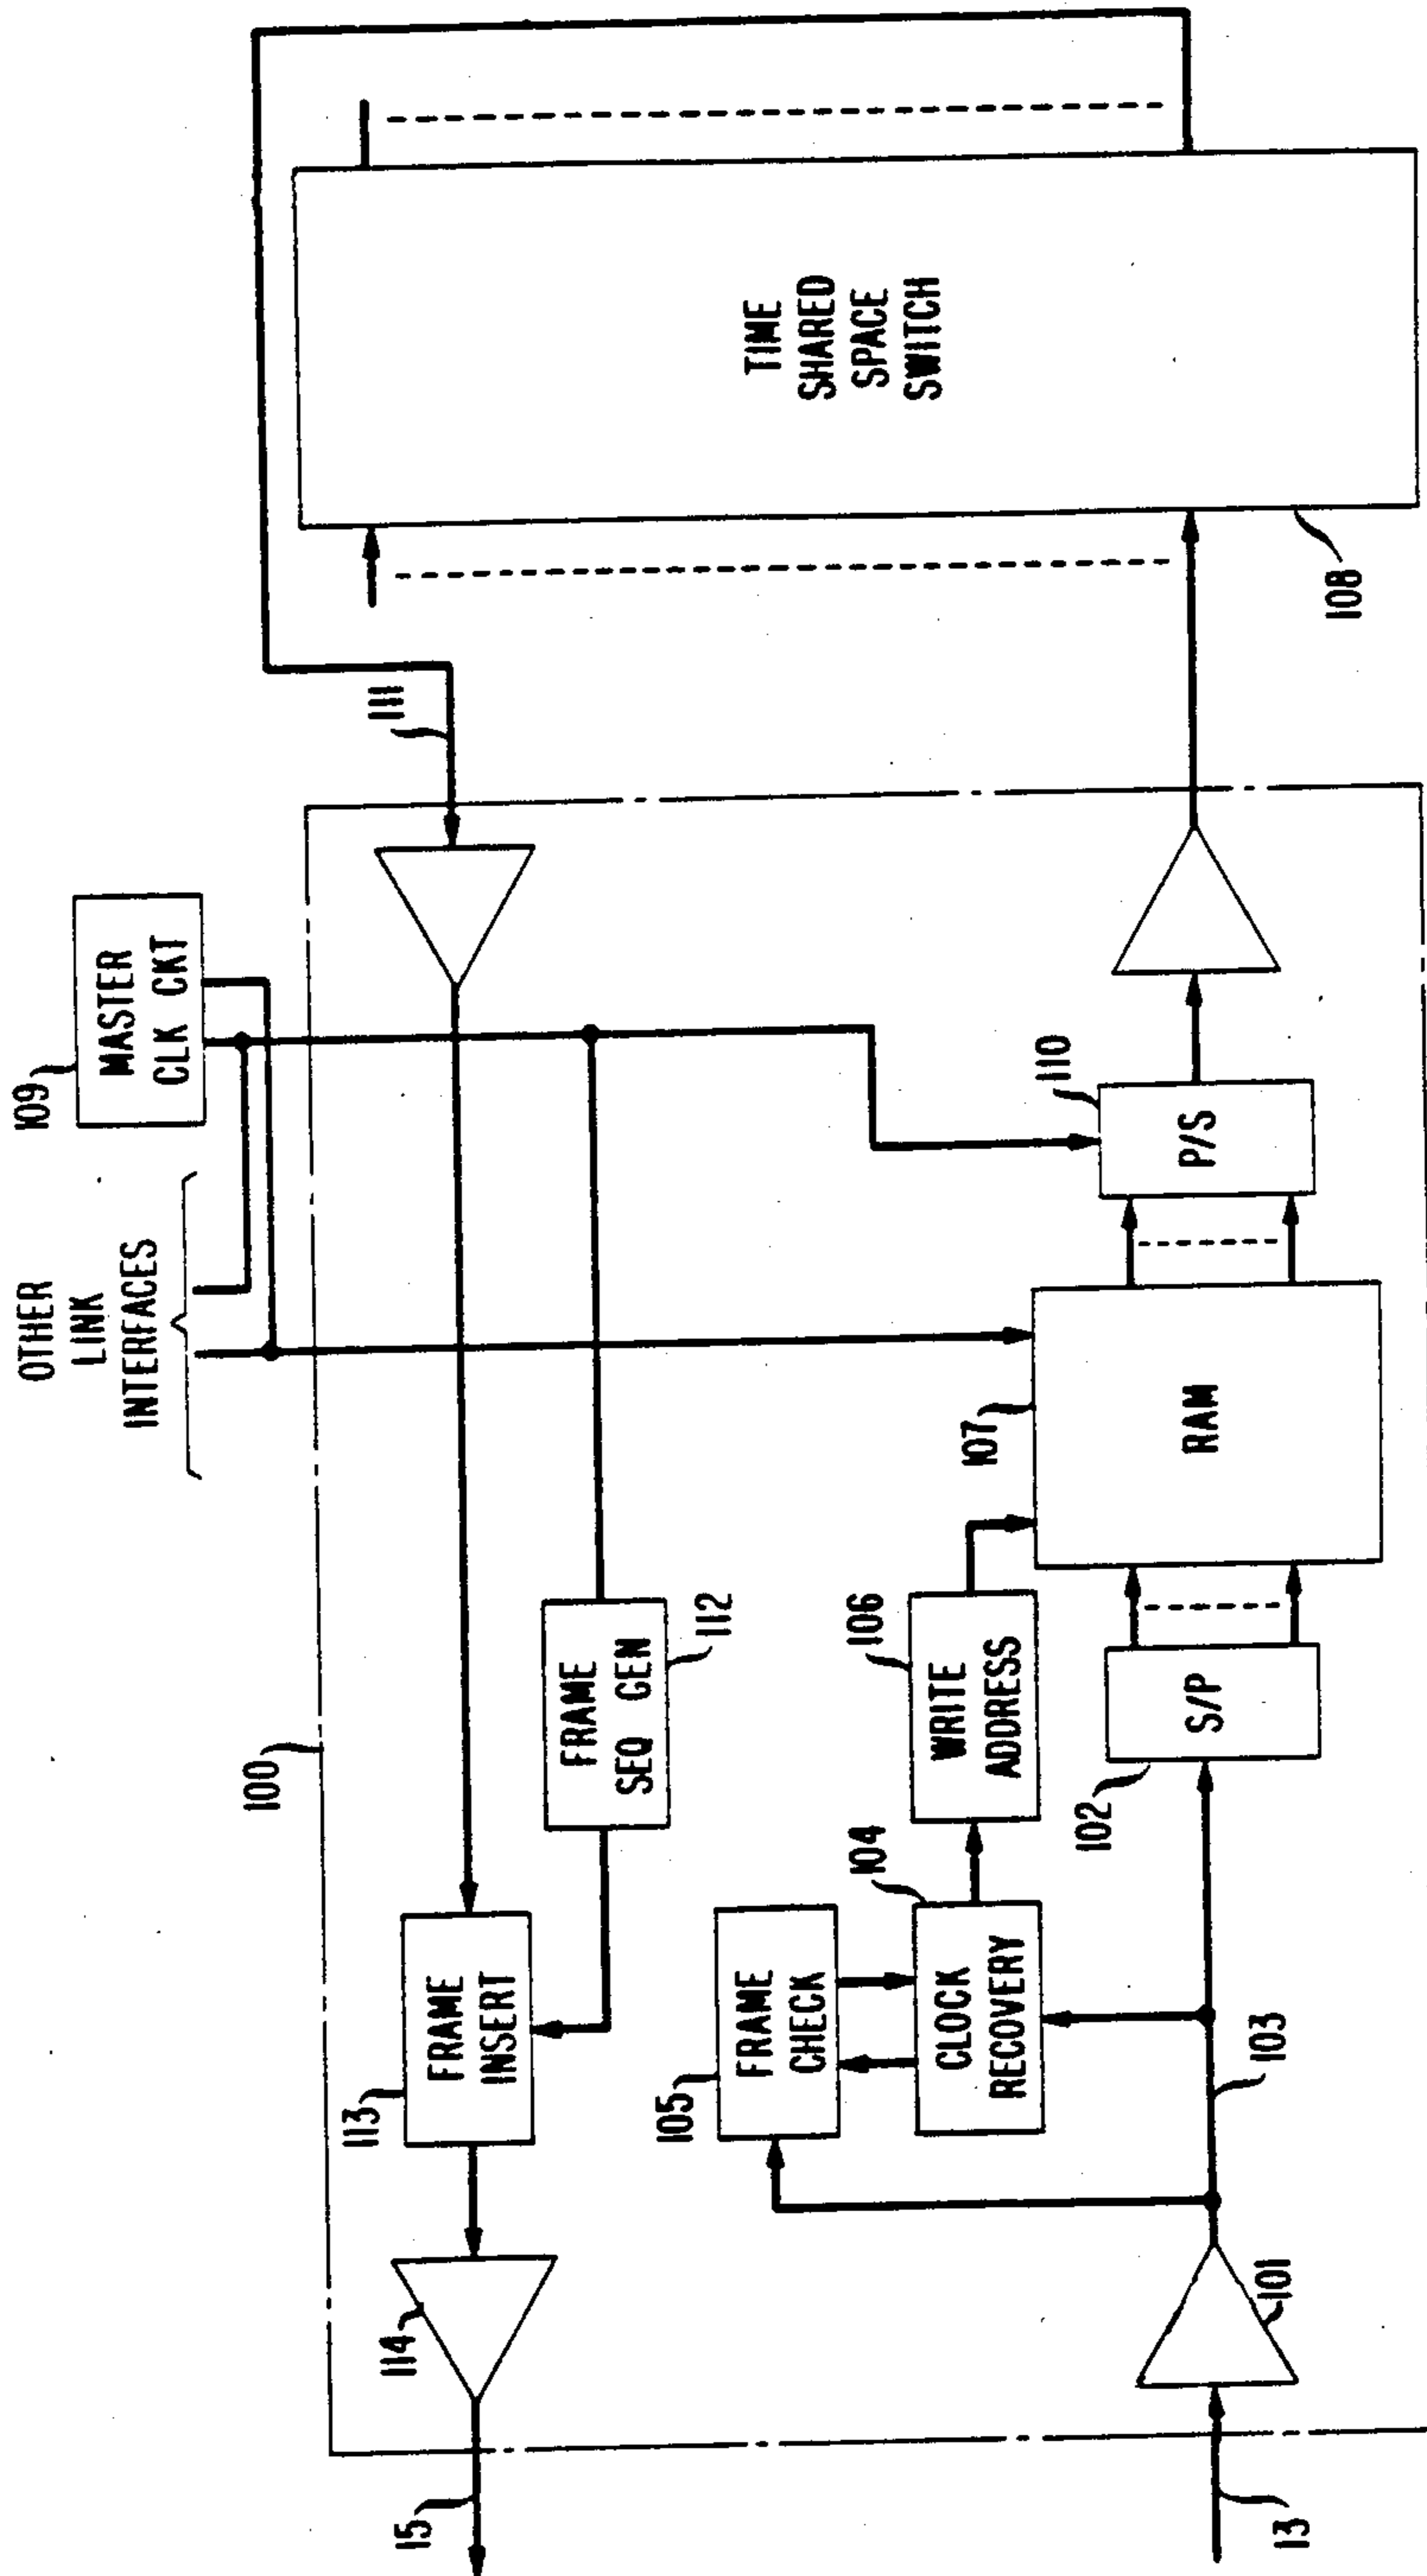 OTHER
LINK
INTERFACES
109
MASTER
CLK CKT
111
100
113
FRAME
INSERT
114
15
FRAME
SEQ GEN
112
TIME
SHARED
SPACE
SWITCH
108
105
FRAME
CHECK
104
CLOCK
RECOVERY
106
WRITE
ADDRESS
107
RAM
110
P/S
102
S/P
103
101
13